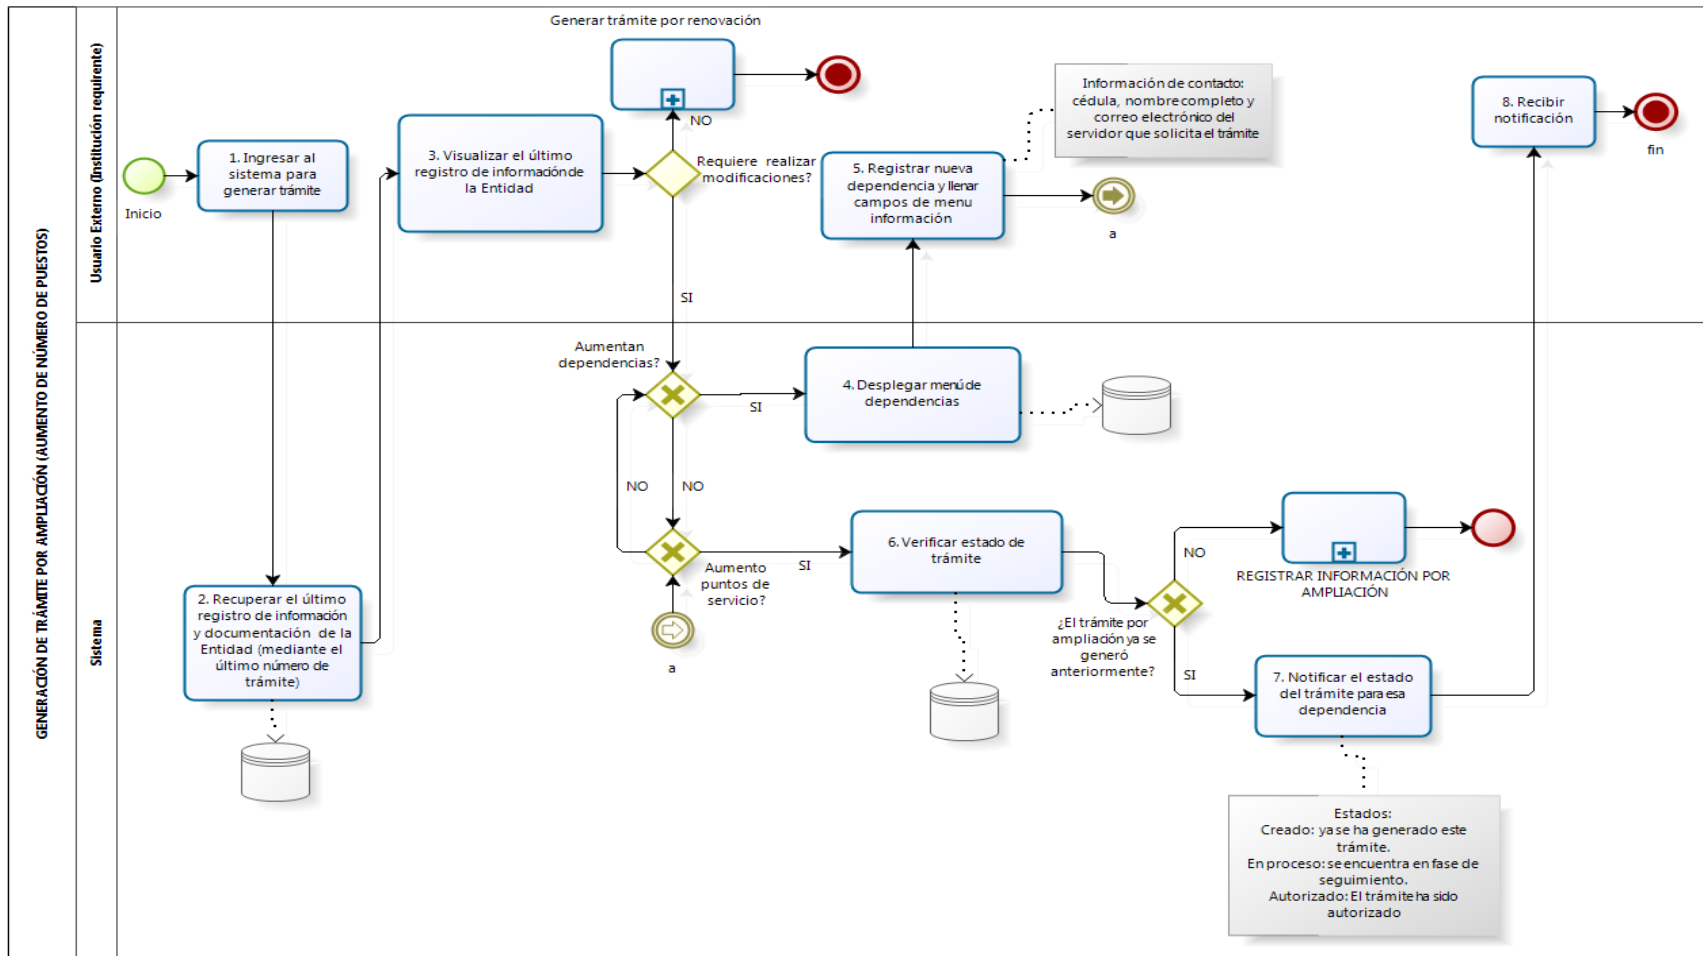 GENERACIÓN DE TRÁMITE POR AMPLIACIÓN (AUMENTO DE NÚMERO DE PUESTOS)
Usuario Externo (Institución requirente)
Generar trámite por renovación
NO
Inicio
1. Ingresar al
sistema para
generar trámite
3. Visualizar el último
registro de información de
la Entidad
Requiere realizar
modificaciones?
SI
5. Registrar nueva
dependencia y llenar
campos de menu
información
Información de contacto:
cédula, nombre completo y
correo electrónico del
servidor que solicita el trámite
a
8. Recibir
notificación
fin
Sistema
Aumentan
dependencias?
SI
4. Desplegar menú de
dependencias
NO
NO
2. Recuperar el último
registro de información
y documentación de la
Entidad (mediante el
último número de
trámite)
Aumento
puntos de
servicio?
SI
a
6. Verificar estado de
trámite
¿El trámite por
ampliación ya se
generó
anteriormente?
NO
REGISTRAR INFORMACIÓN POR
AMPLIACIÓN
SI
7. Notificar el estado
del trámite para esa
dependencia
Estados:
Creado: ya se ha generado este
trámite.
En proceso: se encuentra en fase de
seguimiento.
Autorizado: El trámite ha sido
autorizado